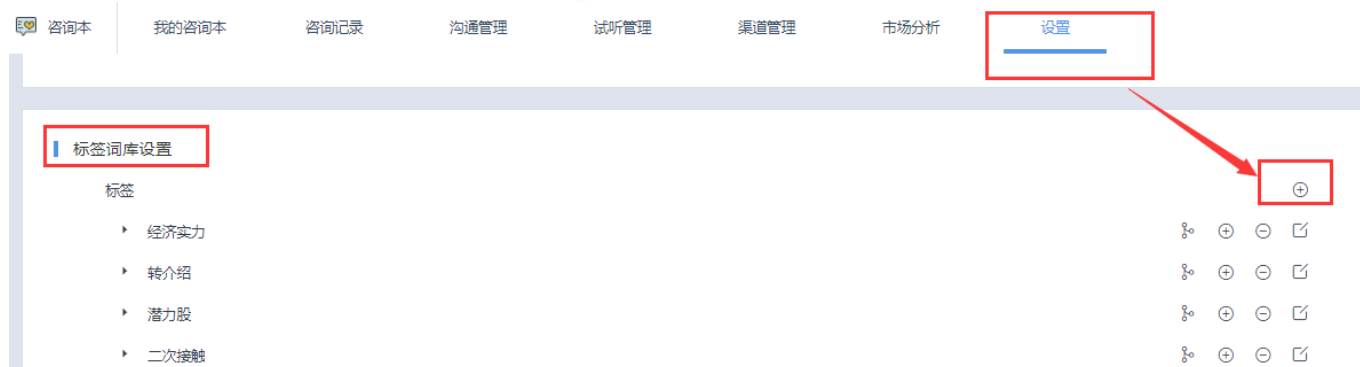 咨询本 我的咨询本 咨询记录 沟通管理 试听管理 渠道管理 市场分析 设置
标签词库设置
标签
经济实力
转介绍
潜力股
二次接触